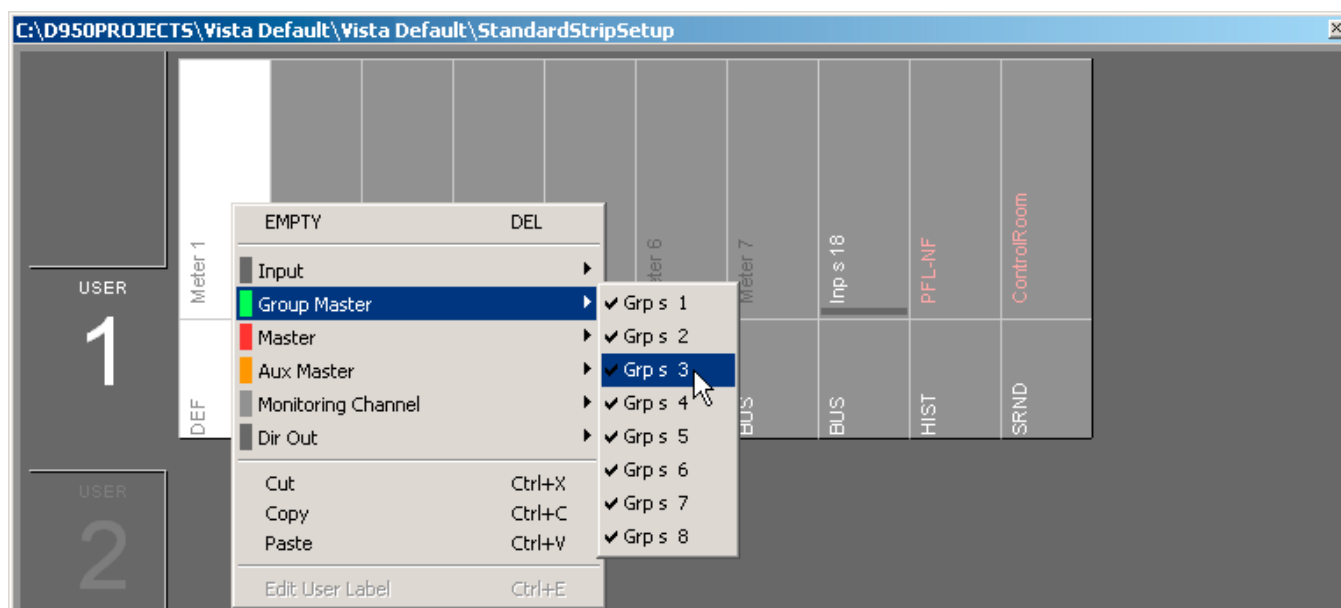 C:\D950PROJECTS\Vista Default\Vista Default\StandardStripSetup
USER
1
USER
2
Meter 1
DEF
EMPTY DEL
Input
Group Master
Master
Aux Master
Monitoring Channel
Dir Out
Cut Ctrl+X
Copy Ctrl+C
Paste Ctrl+V
Edit User Label Ctrl+E
Grp s 1
Grp s 2
Grp s 3
Grp s 4
Grp s 5
Grp s 6
Grp s 7
Grp s 8
Meter 7
BUS
Inp s 18
BUS
PFL-NF
HIST
ControlRoom
SRND